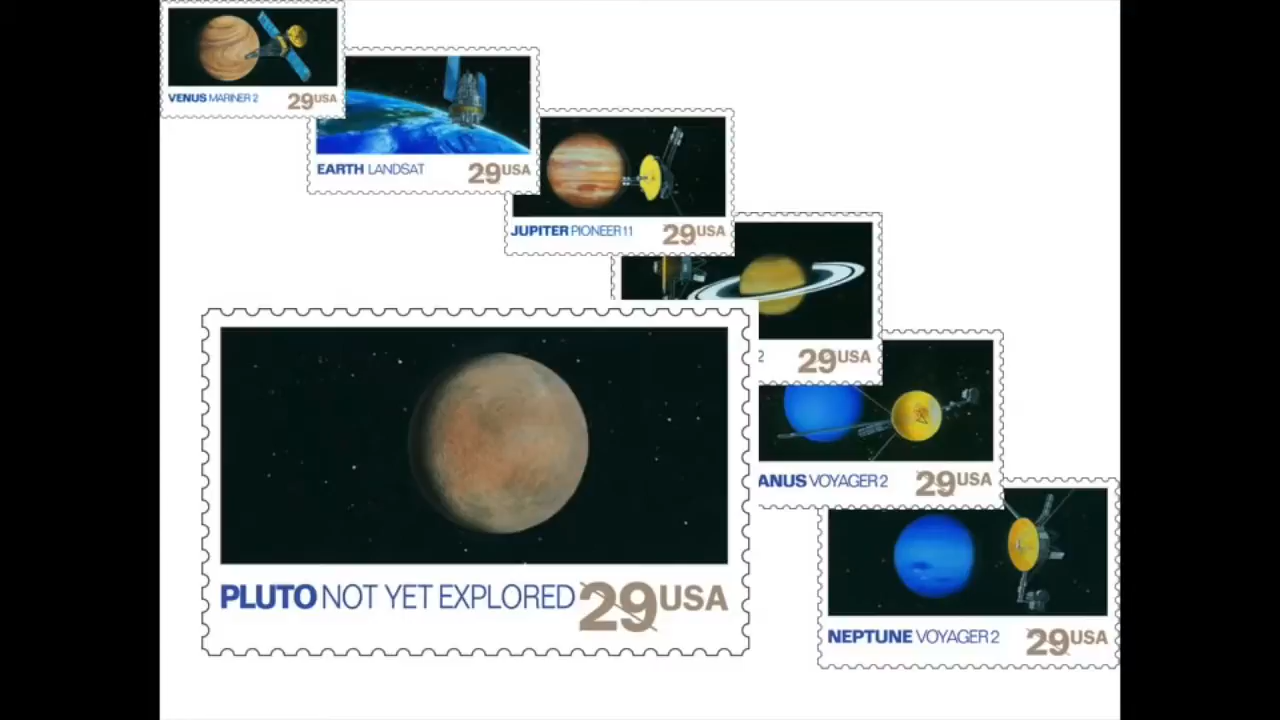 VENUS MARINER 2 29USA
EARTH LANDSAT 29USA
JUPITER PIONEER 11 29USA
2 29USA
ANUS VOYAGER 2 29USA
PLUTO NOT YET EXPLORED 29USA
NEPTUNE VOYAGER 2 29USA